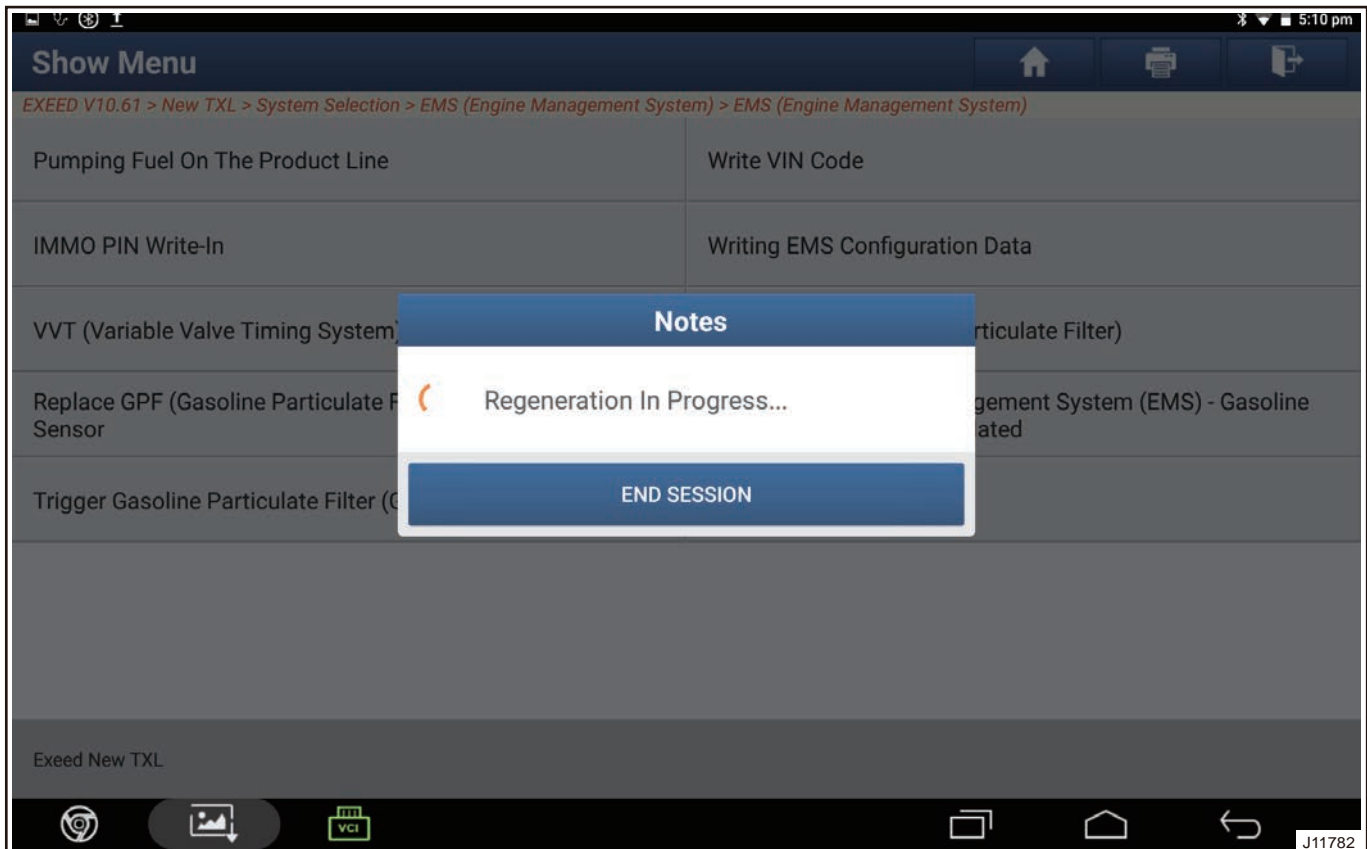 5:10 pm
Show Menu
EXEED V10.61 > New TXL > System Selection > EMS (Engine Management System) > EMS (Engine Management System)
Pumping Fuel On The Product Line
Write VIN Code
IMMO PIN Write-In
Writing EMS Configuration Data
VVT (Variable Valve Timing System)
Notes
rticulate Filter)
Regeneration In Progress...
Replace GPF (Gasoline Particulate
Sensor
gement System (EMS) - Gasoline
ated
Trigger Gasoline Particulate Filter
END SESSION
Exeed New TXL
VCI
J11782